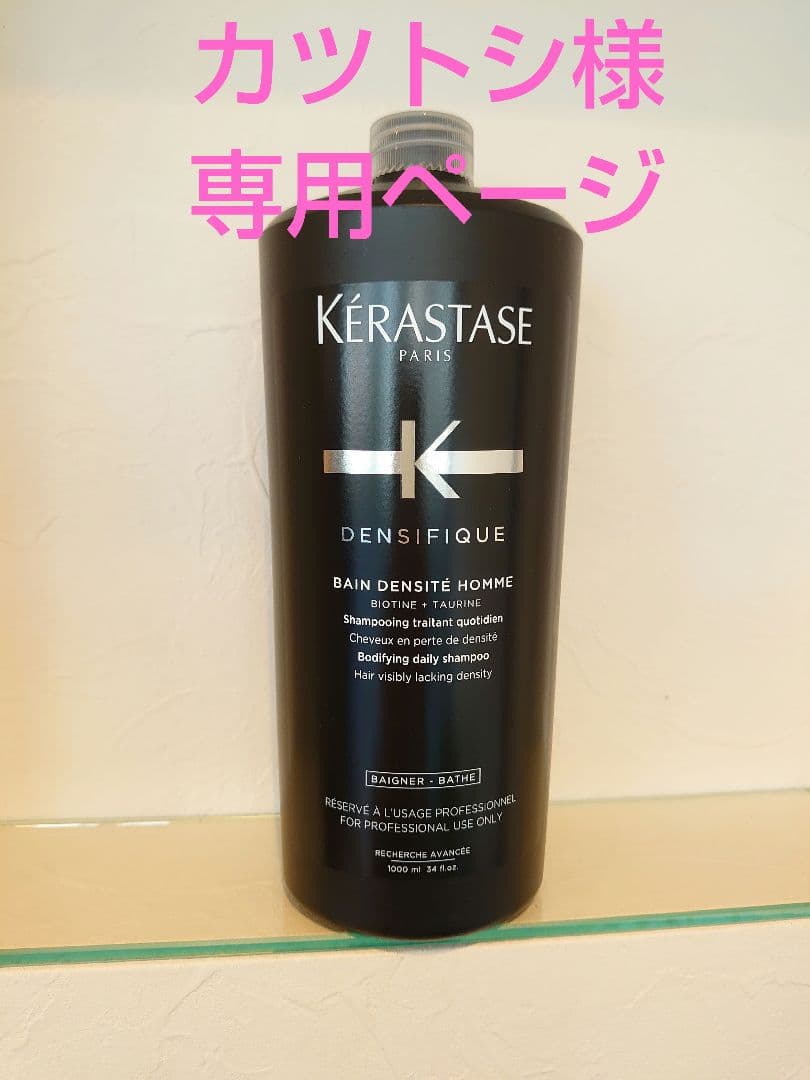 カツトシ様
専用ページ
KÉRASTASE
PARIS
K
DENSIFIQUE
BAIN DENSITÉ HOMME
BIOTINE + TAURINE
Shampooing traitant quotidien
Cheveux en perte de densité
Bodifying daily shampoo
Hair visibly lacking density
BAIGNER - BATHE
RÉSERVÉ À L'USAGE PROFESSIONNEL
FOR PROFESSIONAL USE ONLY
RECHERCHE AVANCÉE
1000 ml 34 fl.oz.